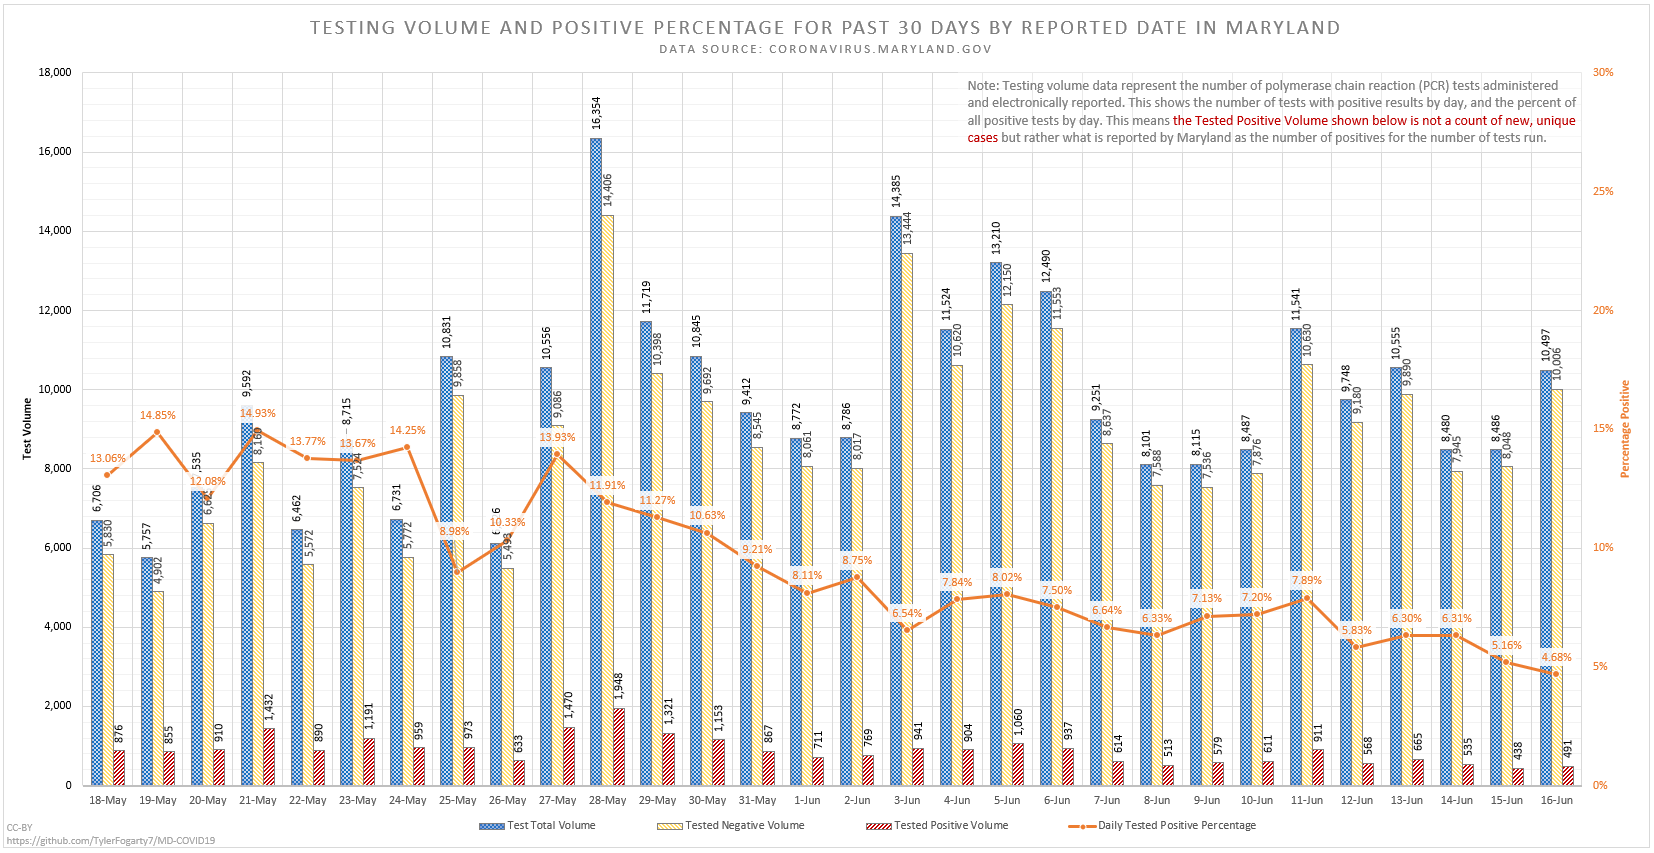 TESTING VOLUME AND POSITIVE PERCENTAGE FOR PAST 30 DAYS BY REPORTED DATE IN MARYLAND
DATA SOURCE: CORONAVIRUS.MARYLAND.GOV
Note: Testing volume data represent the number of polymerase chain reaction (PCR) tests administered
and electronically reported. This shows the number of tests with positive results by day, and the percent of
all positive tests by day. This means the Tested Positive Volume shown below is not a count of new, unique
cases but rather what is reported by Maryland as the number of positives for the number of tests run.
Test Volume
18,000
16,000
14,000
12,000
10,000
8,000
6,000
4,000
2,000
0
Percentage Positive
30%
25%
20%
15%
10%
5%
0%
6,706 5,830 876 13.06%
5,757 4,902 855 14.85%
910 12.08%
9,592 8,160 1,432 14.93%
6,462 5,572 890 13.77%
8,715 7,524 1,191 13.67%
6,731 5,772 959 14.25%
10,831 9,858 973 8.98%
5,493 633 10.33%
10,556 9,086 1,470 13.93%
16,354 14,406 1,948 11.91%
11,719 10,398 1,321 11.27%
10,845 9,692 1,153 10.63%
9,412 8,545 867 9.21%
8,772 8,061 711 8.11%
8,786 8,017 769 8.75%
14,385 13,444 941 6.54%
11,524 10,620 904 7.84%
13,210 12,150 1,060 8.02%
12,490 11,553 937 7.50%
9,251 8,637 614 6.64%
8,101 7,588 513 6.33%
8,115 7,536 579 7.13%
8,487 7,876 611 7.20%
11,541 10,630 911 7.89%
9,748 9,180 568 5.83%
10,555 9,890 665 6.30%
8,480 7,945 535 6.31%
8,486 8,048 438 5.16%
10,497 10,006 491 4.68%
18-May 19-May 20-May 21-May 22-May 23-May 24-May 25-May 26-May 27-May 28-May 29-May 30-May 31-May 1-Jun 2-Jun 3-Jun 4-Jun 5-Jun 6-Jun 7-Jun 8-Jun 9-Jun 10-Jun 11-Jun 12-Jun 13-Jun 14-Jun 15-Jun 16-Jun
Test Total Volume Tested Negative Volume Tested Positive Volume Daily Tested Positive Percentage
CC-BY
https://github.com/TylerFogarty7/MD-COVID19